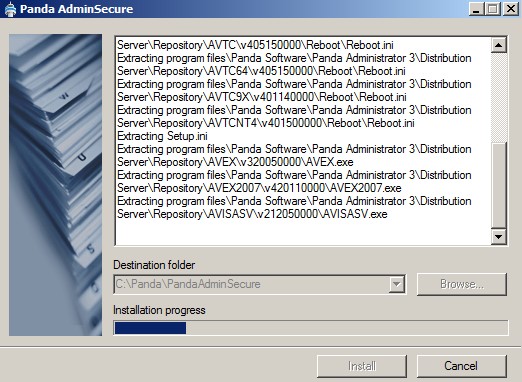 Panda AdminSecure
Server\Repository\AVTC\v405150000\Reboot\Reboot.ini
Extracting program files\Panda Software\Panda Administrator 3\Distribution
Server\Repository\AVTC64\v405150000\Reboot\Reboot.ini
Extracting program files\Panda Software\Panda Administrator 3\Distribution
Server\Repository\AVTC9X\v401140000\Reboot\Reboot.ini
Extracting program files\Panda Software\Panda Administrator 3\Distribution
Server\Repository\AVTCNT4\v401500000\Reboot\Reboot.ini
Extracting Setup.ini
Extracting program files\Panda Software\Panda Administrator 3\Distribution
Server\Repository\AVEX\v320050000\AVEX.exe
Extracting program files\Panda Software\Panda Administrator 3\Distribution
Server\Repository\AVEX2007\v420110000\AVEX2007.exe
Extracting program files\Panda Software\Panda Administrator 3\Distribution
Server\Repository\AVISASV\v212050000\AVISASV.exe
Destination folder
C:\Panda\PandaAdminSecure
Browse...
Installation progress
Install
Cancel
W
U
S